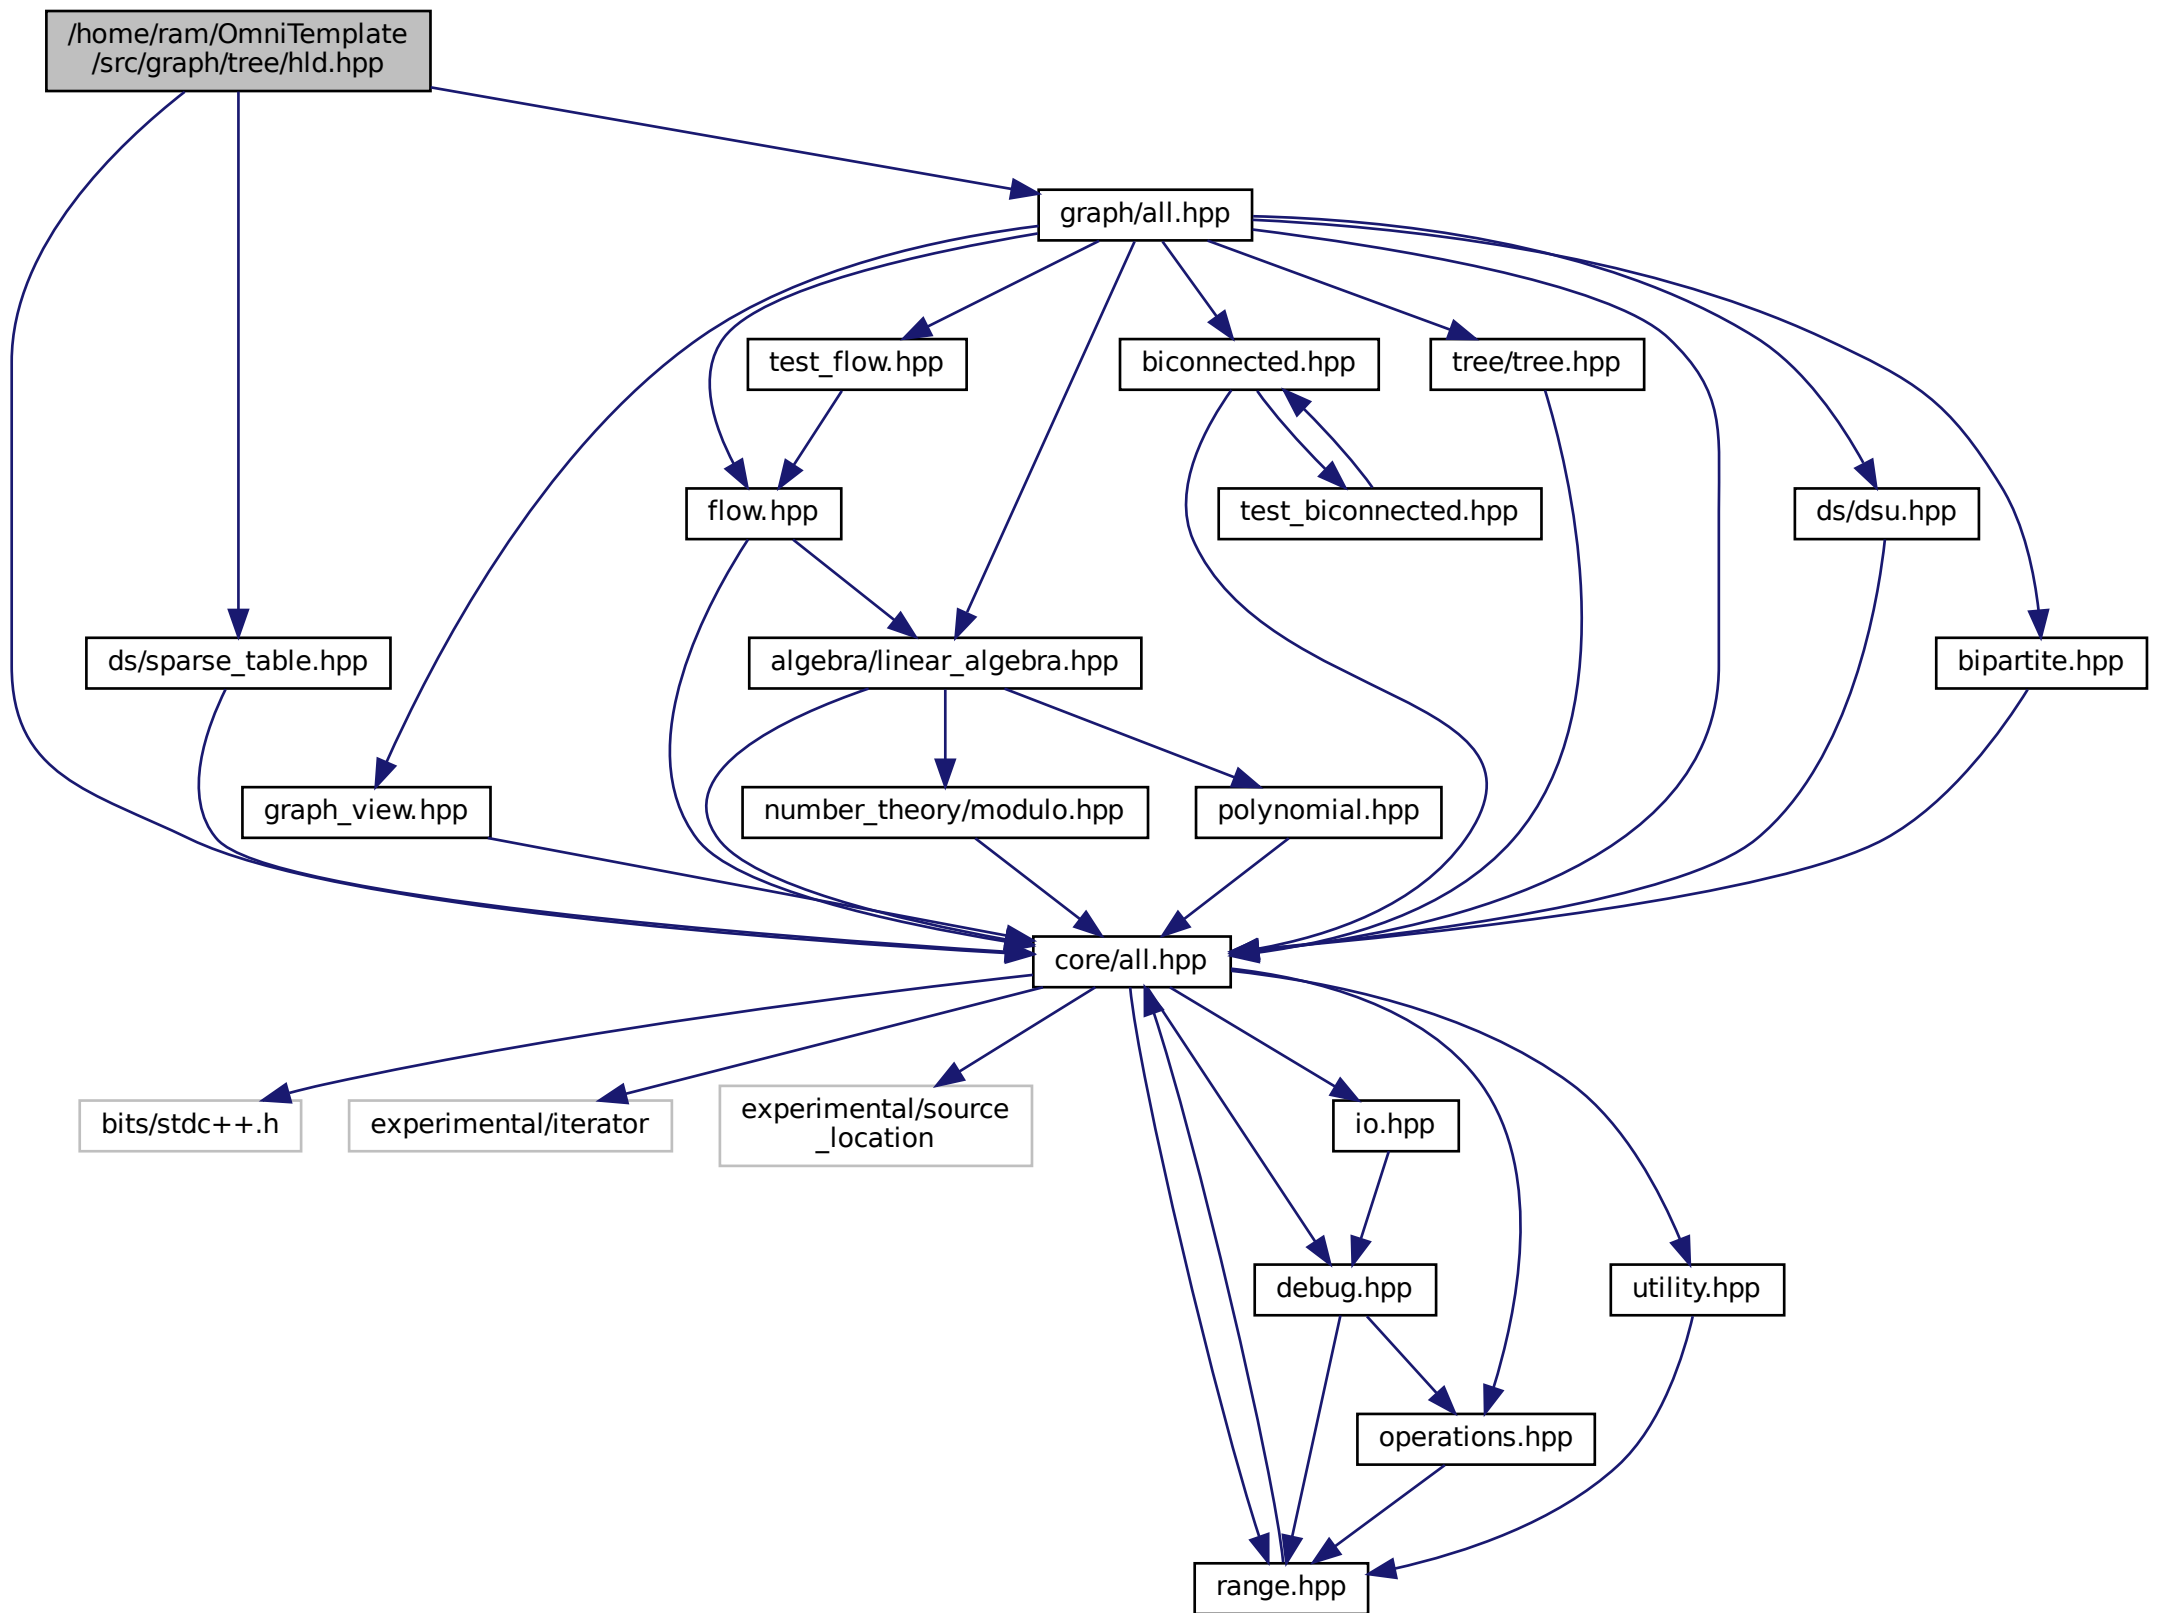 /home/ram/OmniTemplate
/src/graph/tree/hld.hpp
graph/all.hpp
test_flow.hpp
biconnected.hpp
tree/tree.hpp
flow.hpp
test_biconnected.hpp
ds/dsu.hpp
ds/sparse_table.hpp
algebra/linear_algebra.hpp
bipartite.hpp
graph_view.hpp
number_theory/modulo.hpp
polynomial.hpp
core/all.hpp
bits/stdc++.h
experimental/iterator
experimental/source
_location
io.hpp
debug.hpp
utility.hpp
operations.hpp
range.hpp